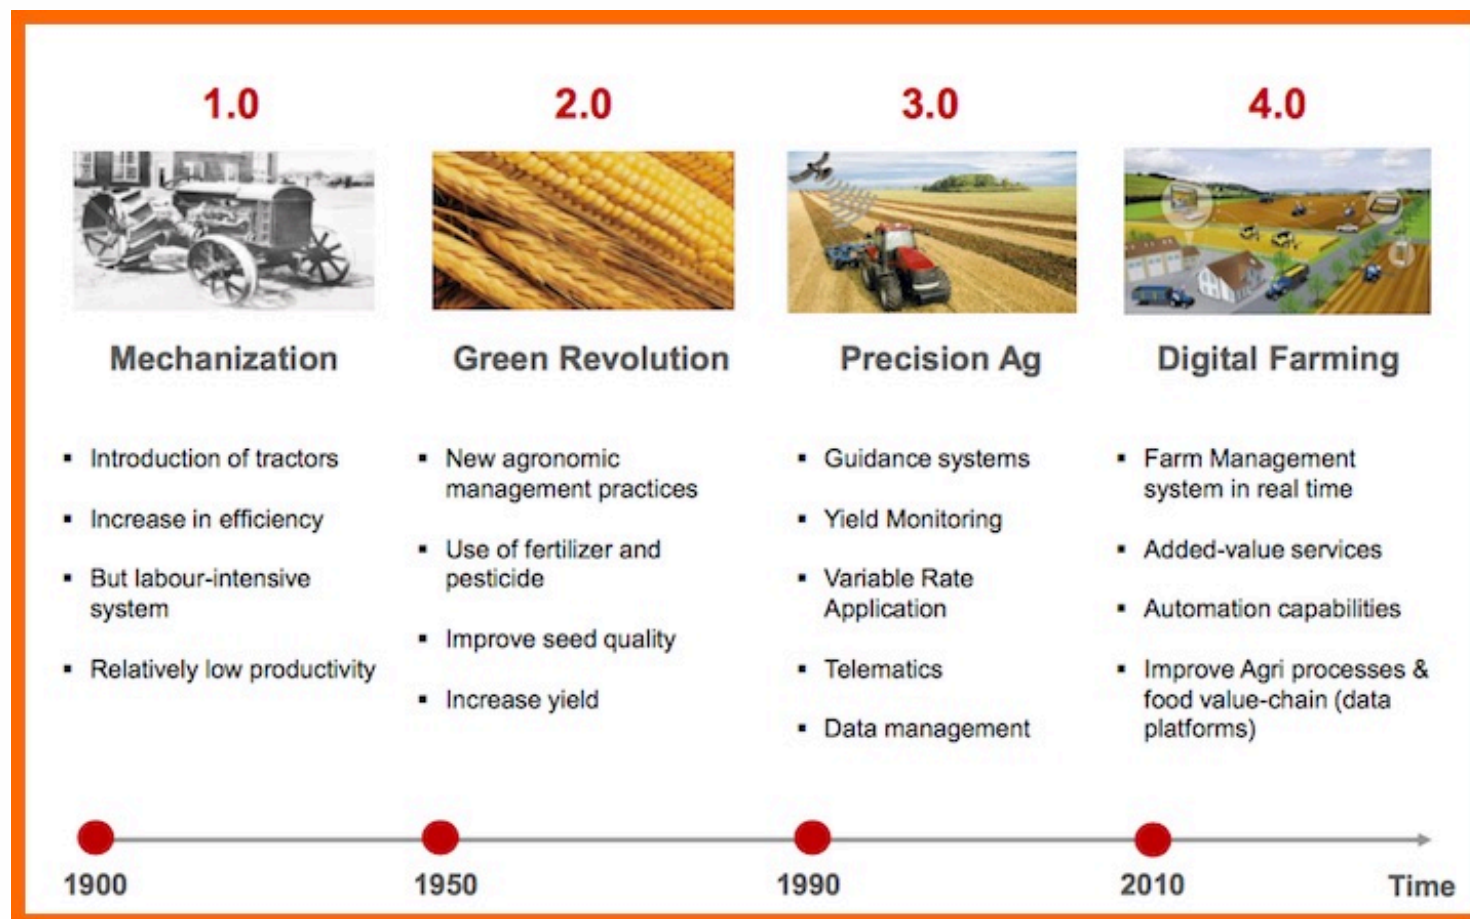 1.0
Mechanization
▪ Introduction of tractors
▪ Increase in efficiency
▪ But labour-intensive
system
▪ Relatively low productivity
2.0
Green Revolution
▪ New agronomic
management practices
▪ Use of fertilizer and
pesticide
▪ Improve seed quality
▪ Increase yield
3.0
Precision Ag
▪ Guidance systems
▪ Yield Monitoring
▪ Variable Rate
Application
▪ Telematics
▪ Data management
4.0
Digital Farming
▪ Farm Management
system in real time
▪ Added-value services
▪ Automation capabilities
▪ Improve Agri processes &
food value-chain (data
platforms)
1900
1950
1990
2010
Time